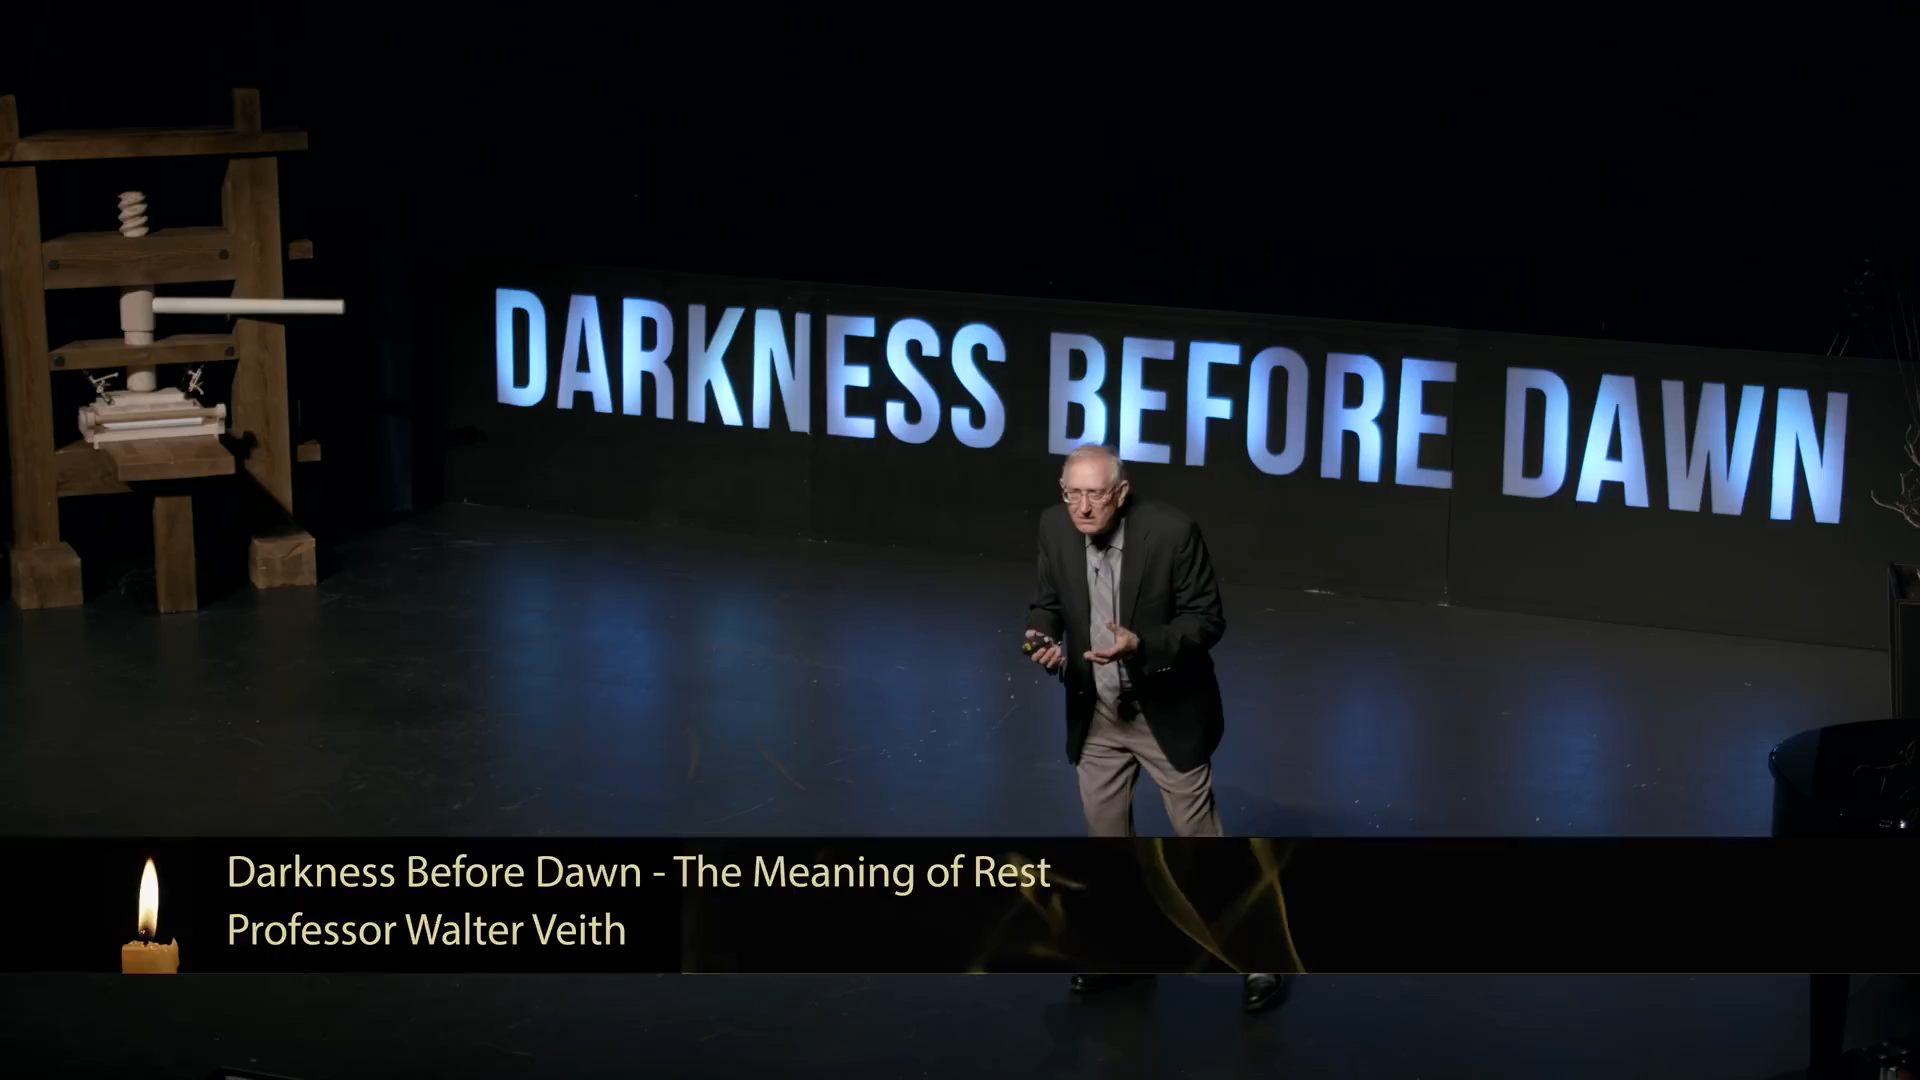 DARKNESS BEFORE DAWN
Darkness Before Dawn - The Meaning of Rest
Professor Walter Veith